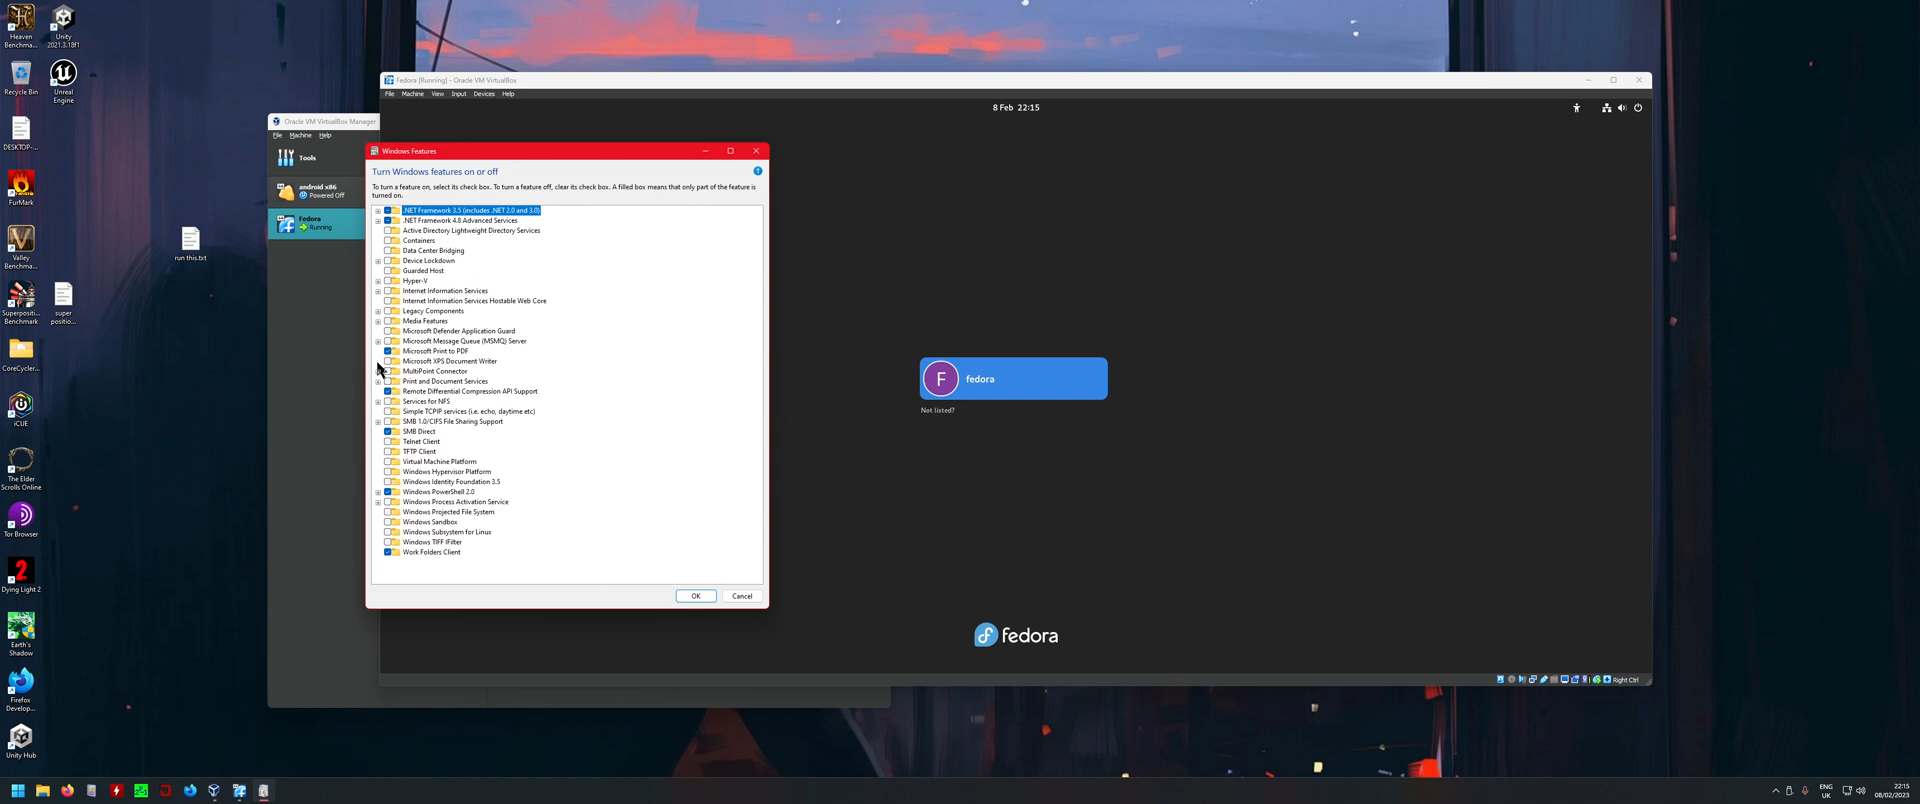 Heaven
Benchma...
Unity
2021.3.18f1
Recycle Bin
Unreal
Engine
DESKTOP-...
FurMark
Valley
Benchma...
Superpositi...
Benchmark
super
positio...
CoreCycler...
iCUE
The Elder
Scrolls Online
Tor Browser
Dying Light 2
Earth's
Shadow
Firefox
Develop...
Unity Hub
run this.txt
Oracle VM VirtualBox Manager
File Machine Help
Tools
android x86
Powered Off
Fedora
Running
Fedora [Running] - Oracle VM VirtualBox
File Machine View Input Devices Help
8 Feb 22:15
F
fedora
Not listed?
fedora
Right Ctrl
Windows Features
Turn Windows features on or off
To turn a feature on, select its check box. To turn a feature off, clear its check box. A filled box means that only part of the feature is
turned on.
.NET Framework 3.5 (includes .NET 2.0 and 3.0)
.NET Framework 4.8 Advanced Services
Active Directory Lightweight Directory Services
Containers
Data Center Bridging
Device Lockdown
Guarded Host
Hyper-V
Internet Information Services
Internet Information Services Hostable Web Core
Legacy Components
Media Features
Microsoft Defender Application Guard
Microsoft Message Queue (MSMQ) Server
Microsoft Print to PDF
Microsoft XPS Document Writer
MultiPoint Connector
Print and Document Services
Remote Differential Compression API Support
Services for NFS
Simple TCPIP services (i.e. echo, daytime etc)
SMB 1.0/CIFS File Sharing Support
SMB Direct
Telnet Client
TFTP Client
Virtual Machine Platform
Windows Hypervisor Platform
Windows Identity Foundation 3.5
Windows PowerShell 2.0
Windows Process Activation Service
Windows Projected File System
Windows Sandbox
Windows Subsystem for Linux
Windows TIFF IFilter
Work Folders Client
OK
Cancel
ENG
UK
22:15
08/02/2023